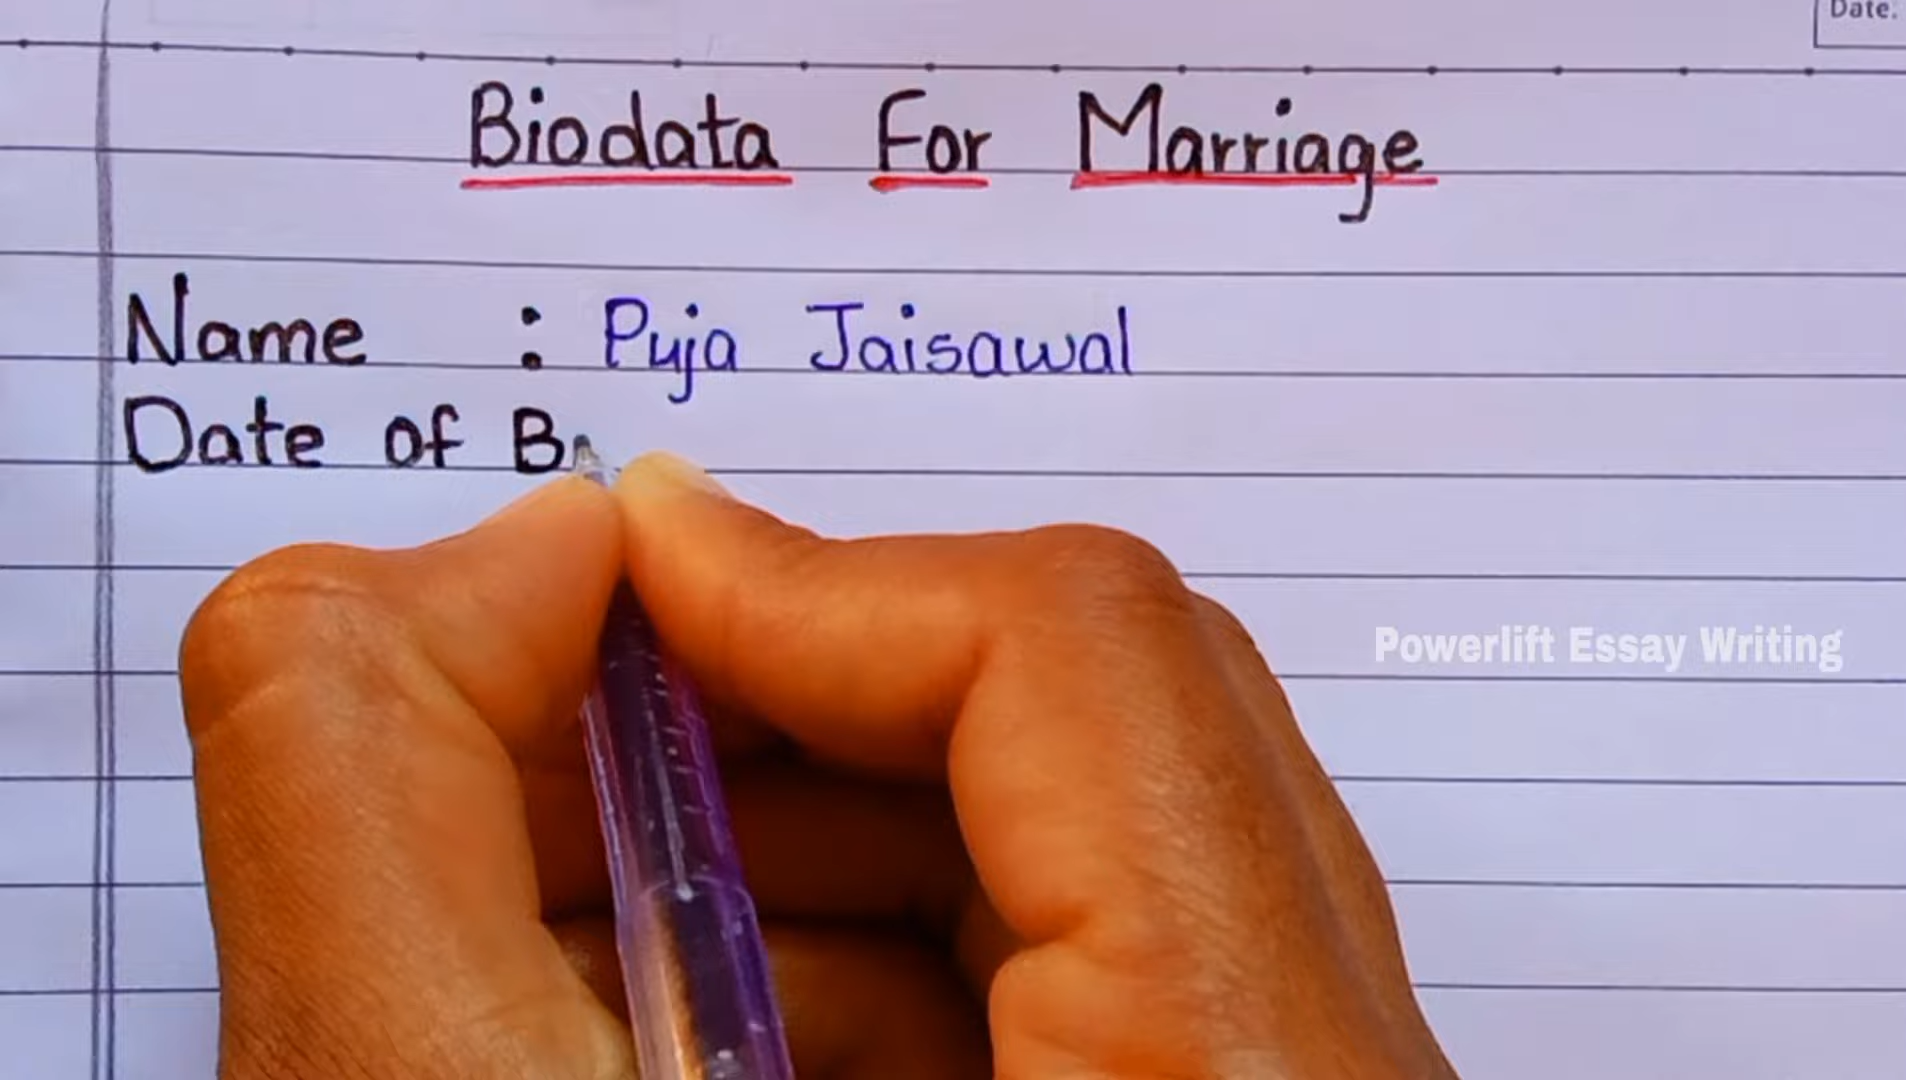 Date:
Biodata For Marriage
Name : Puja Jaisawal
Date of B
Powerlift Essay Writing